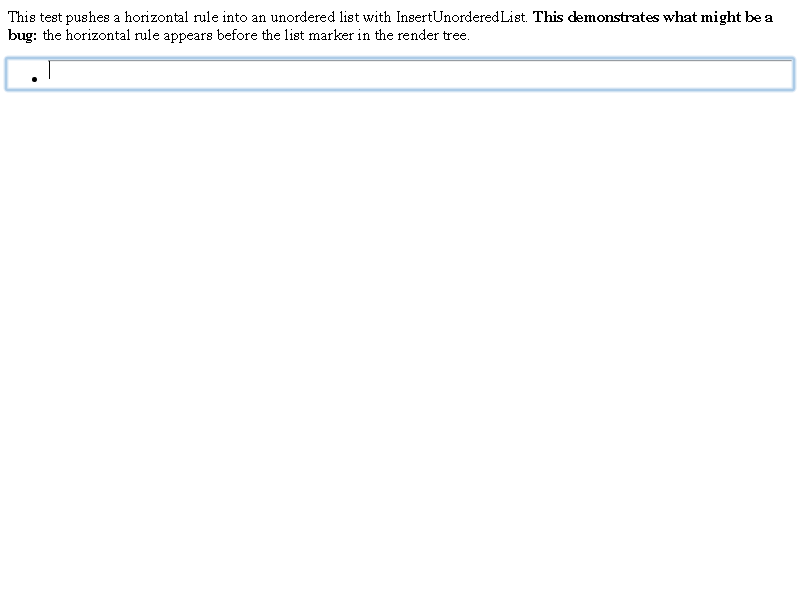 This test pushes a horizontal rule into an unordered list with InsertUnorderedList. This demonstrates what might be a
bug: the horizontal rule appears before the list marker in the render tree.